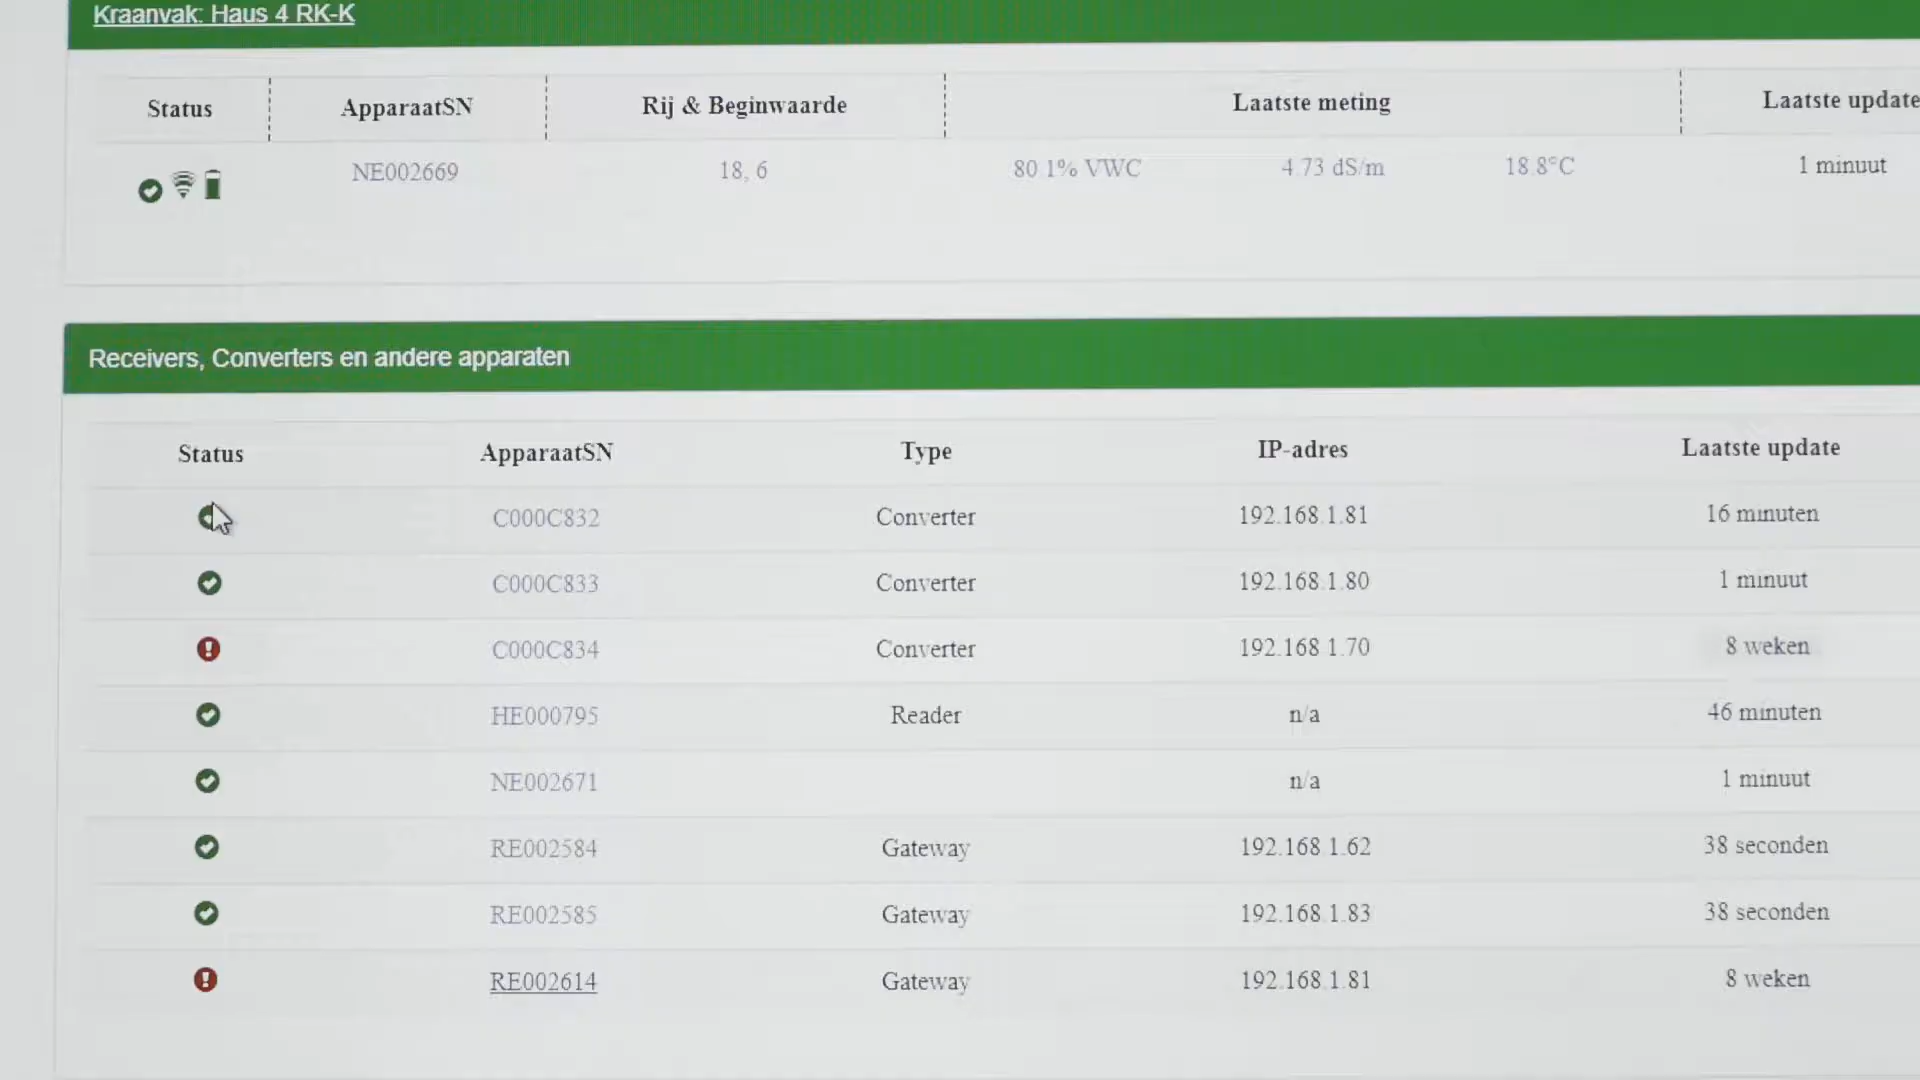 Kraanvak: Haus 4 RK-K
Status ApparaatSN Rij & Beginwaarde Laatste meting Laatste update
NE002669 18, 6 80.1% VWC 4.73 dS/m 18.8°C 1 minuut
Receivers, Converters en andere apparaten
Status ApparaatSN Type IP-adres Laatste update
C000C832 Converter 192.168.1.81 16 minuten
C000C833 Converter 192.168.1.80 1 minuut
C000C834 Converter 192.168.1.70 8 weken
HE000795 Reader n/a 46 minuten
NE002671 n/a 1 minuut
RE002584 Gateway 192.168.1.62 38 seconden
RE002585 Gateway 192.168.1.83 38 seconden
RE002614 Gateway 192.168.1.81 8 weken